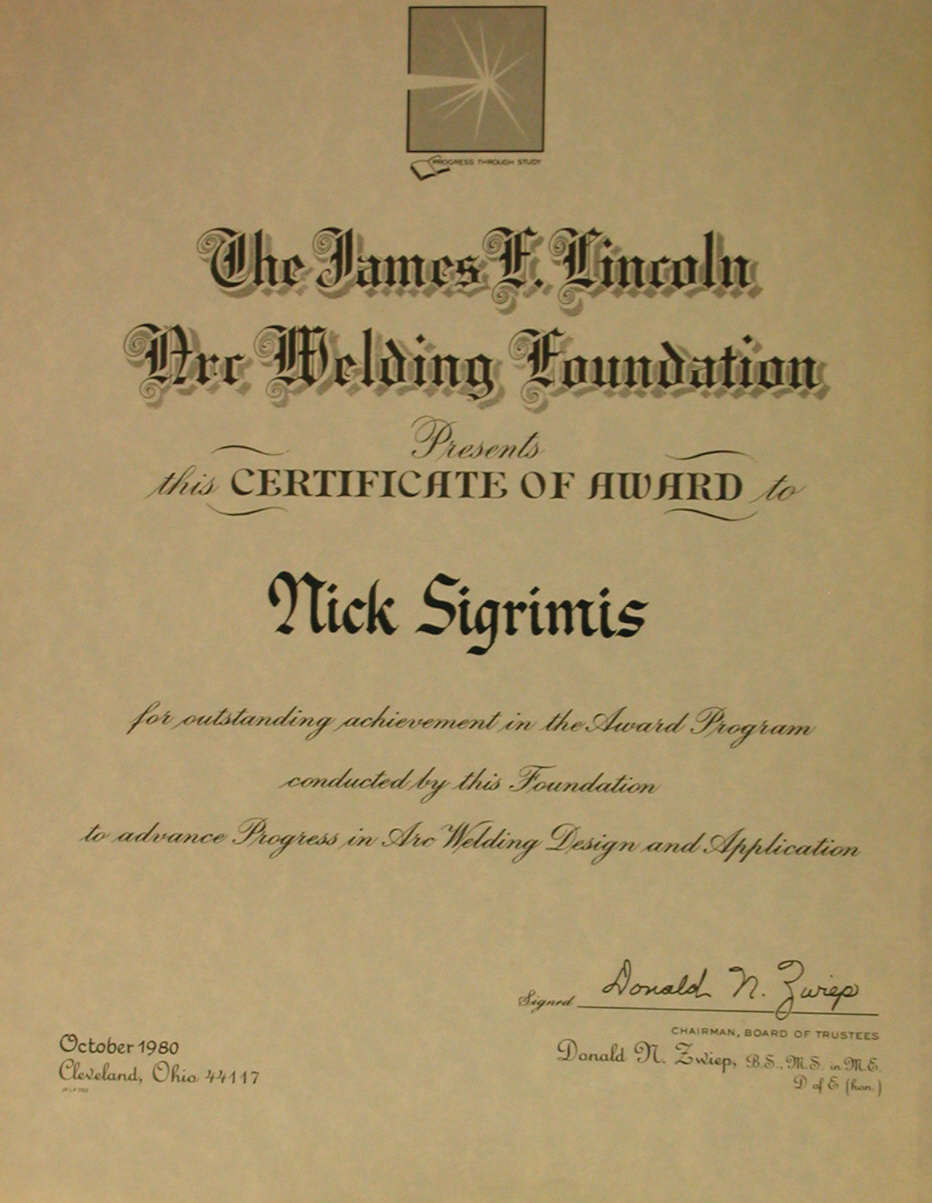 PROGRESS THROUGH STUDY
The James F. Lincoln
Arc Welding Foundation
Presents
this CERTIFICATE OF AWARD to
Nick Sigrimis
for outstanding achievement in the Award Program
conducted by this Foundation
to advance Progress in Arc Welding Design and Application
Signed Donald N. Zwiep
CHAIRMAN, BOARD OF TRUSTEES
Donald N. Zwiep, B.S., M.S. in M.E.
D of E (hon.)
October 1980
Cleveland, Ohio 44117